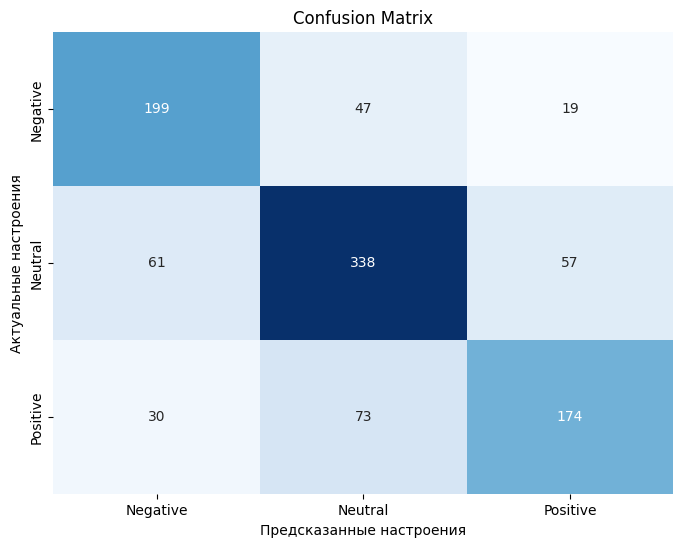 Confusion Matrix
Актуальные настроения
Negative
199
47
19
Neutral
61
338
57
Positive
30
73
174
Negative
Neutral
Positive
Предсказанные настроения